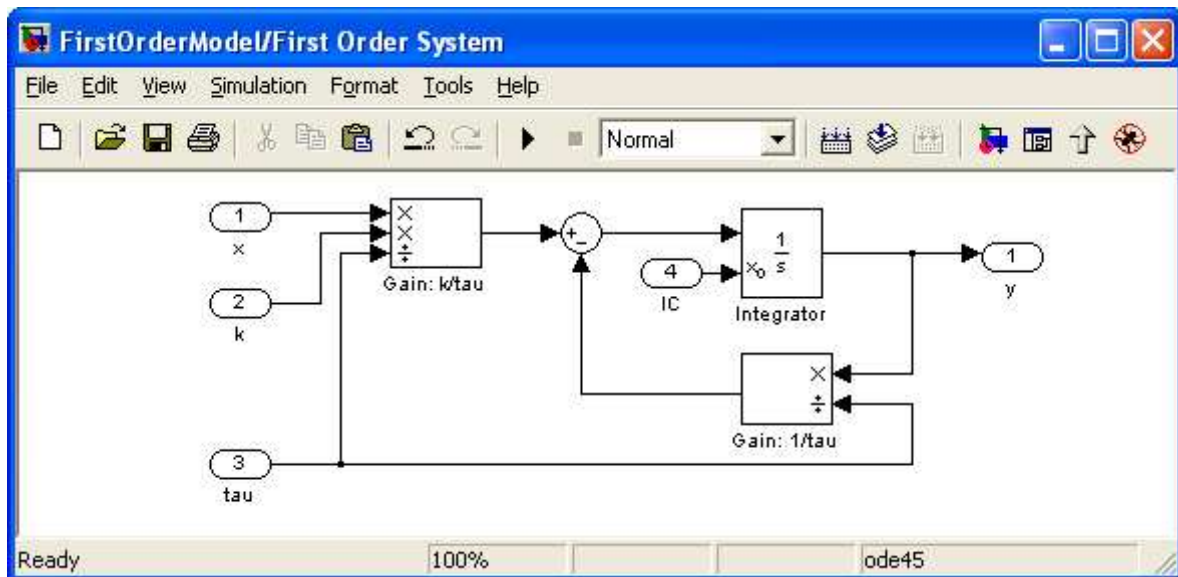 FirstOrderModel/First Order System
File Edit View Simulation Format Tools Help
Normal
1
x
2
k
3
tau
×
×
÷
Gain: k/tau
+
−
4
IC
1
s
x₀
Integrator
×
÷
Gain: 1/tau
1
y
Ready 100% ode45